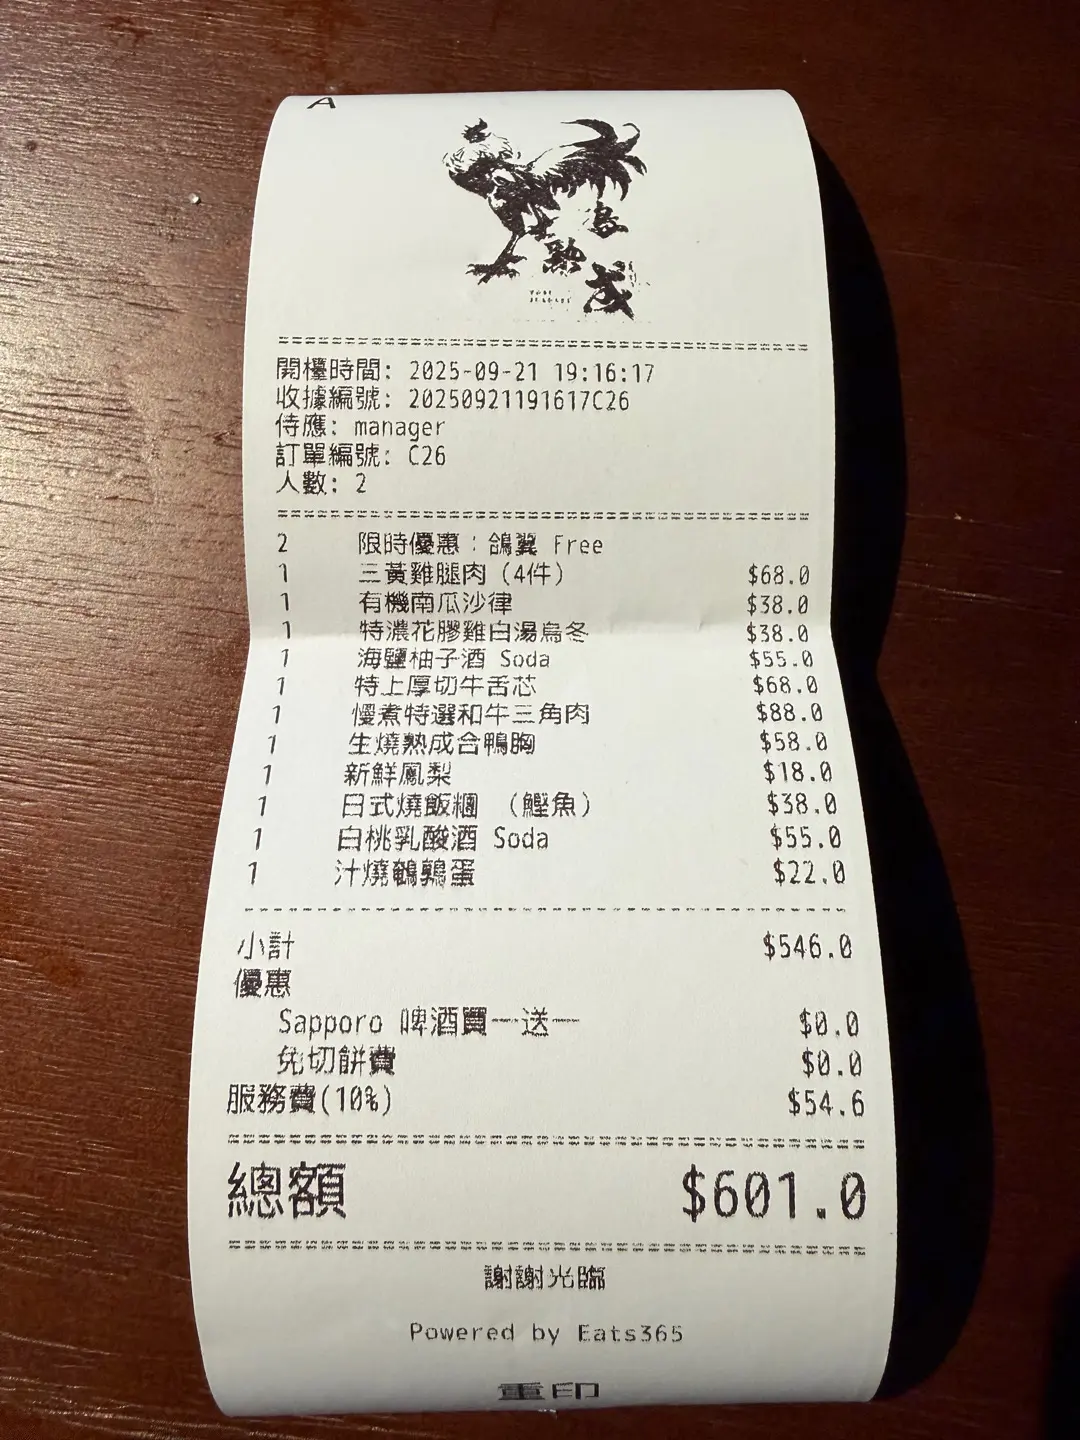 A
熟
成
開檯時間: 2025-09-21 19:16:17
收據編號: 20250921191617C26
侍應: manager
訂單編號: C26
人數: 2
2 限時優惠：鴿翼 Free
1 三黃雞腿肉 (4件) $68.0
1 有機南瓜沙律 $38.0
1 特濃花膠雞白湯烏冬 $38.0
1 海鹽柚子酒 Soda $55.0
1 特上厚切牛舌芯 $68.0
1 慢煮特選和牛三角肉 $88.0
1 生燒熟成合鴨胸 $58.0
1 新鮮鳳梨 $18.0
1 日式燒飯糰 （鰹魚） $38.0
1 白桃乳酸酒 Soda $55.0
1 汁燒鵪鶉蛋 $22.0
小計 $546.0
優惠
Sapporo 啤酒買一送一 $0.0
免切餅費 $0.0
服務費(10%) $54.6
總額 $601.0
謝謝光臨
Powered by Eats365
重印